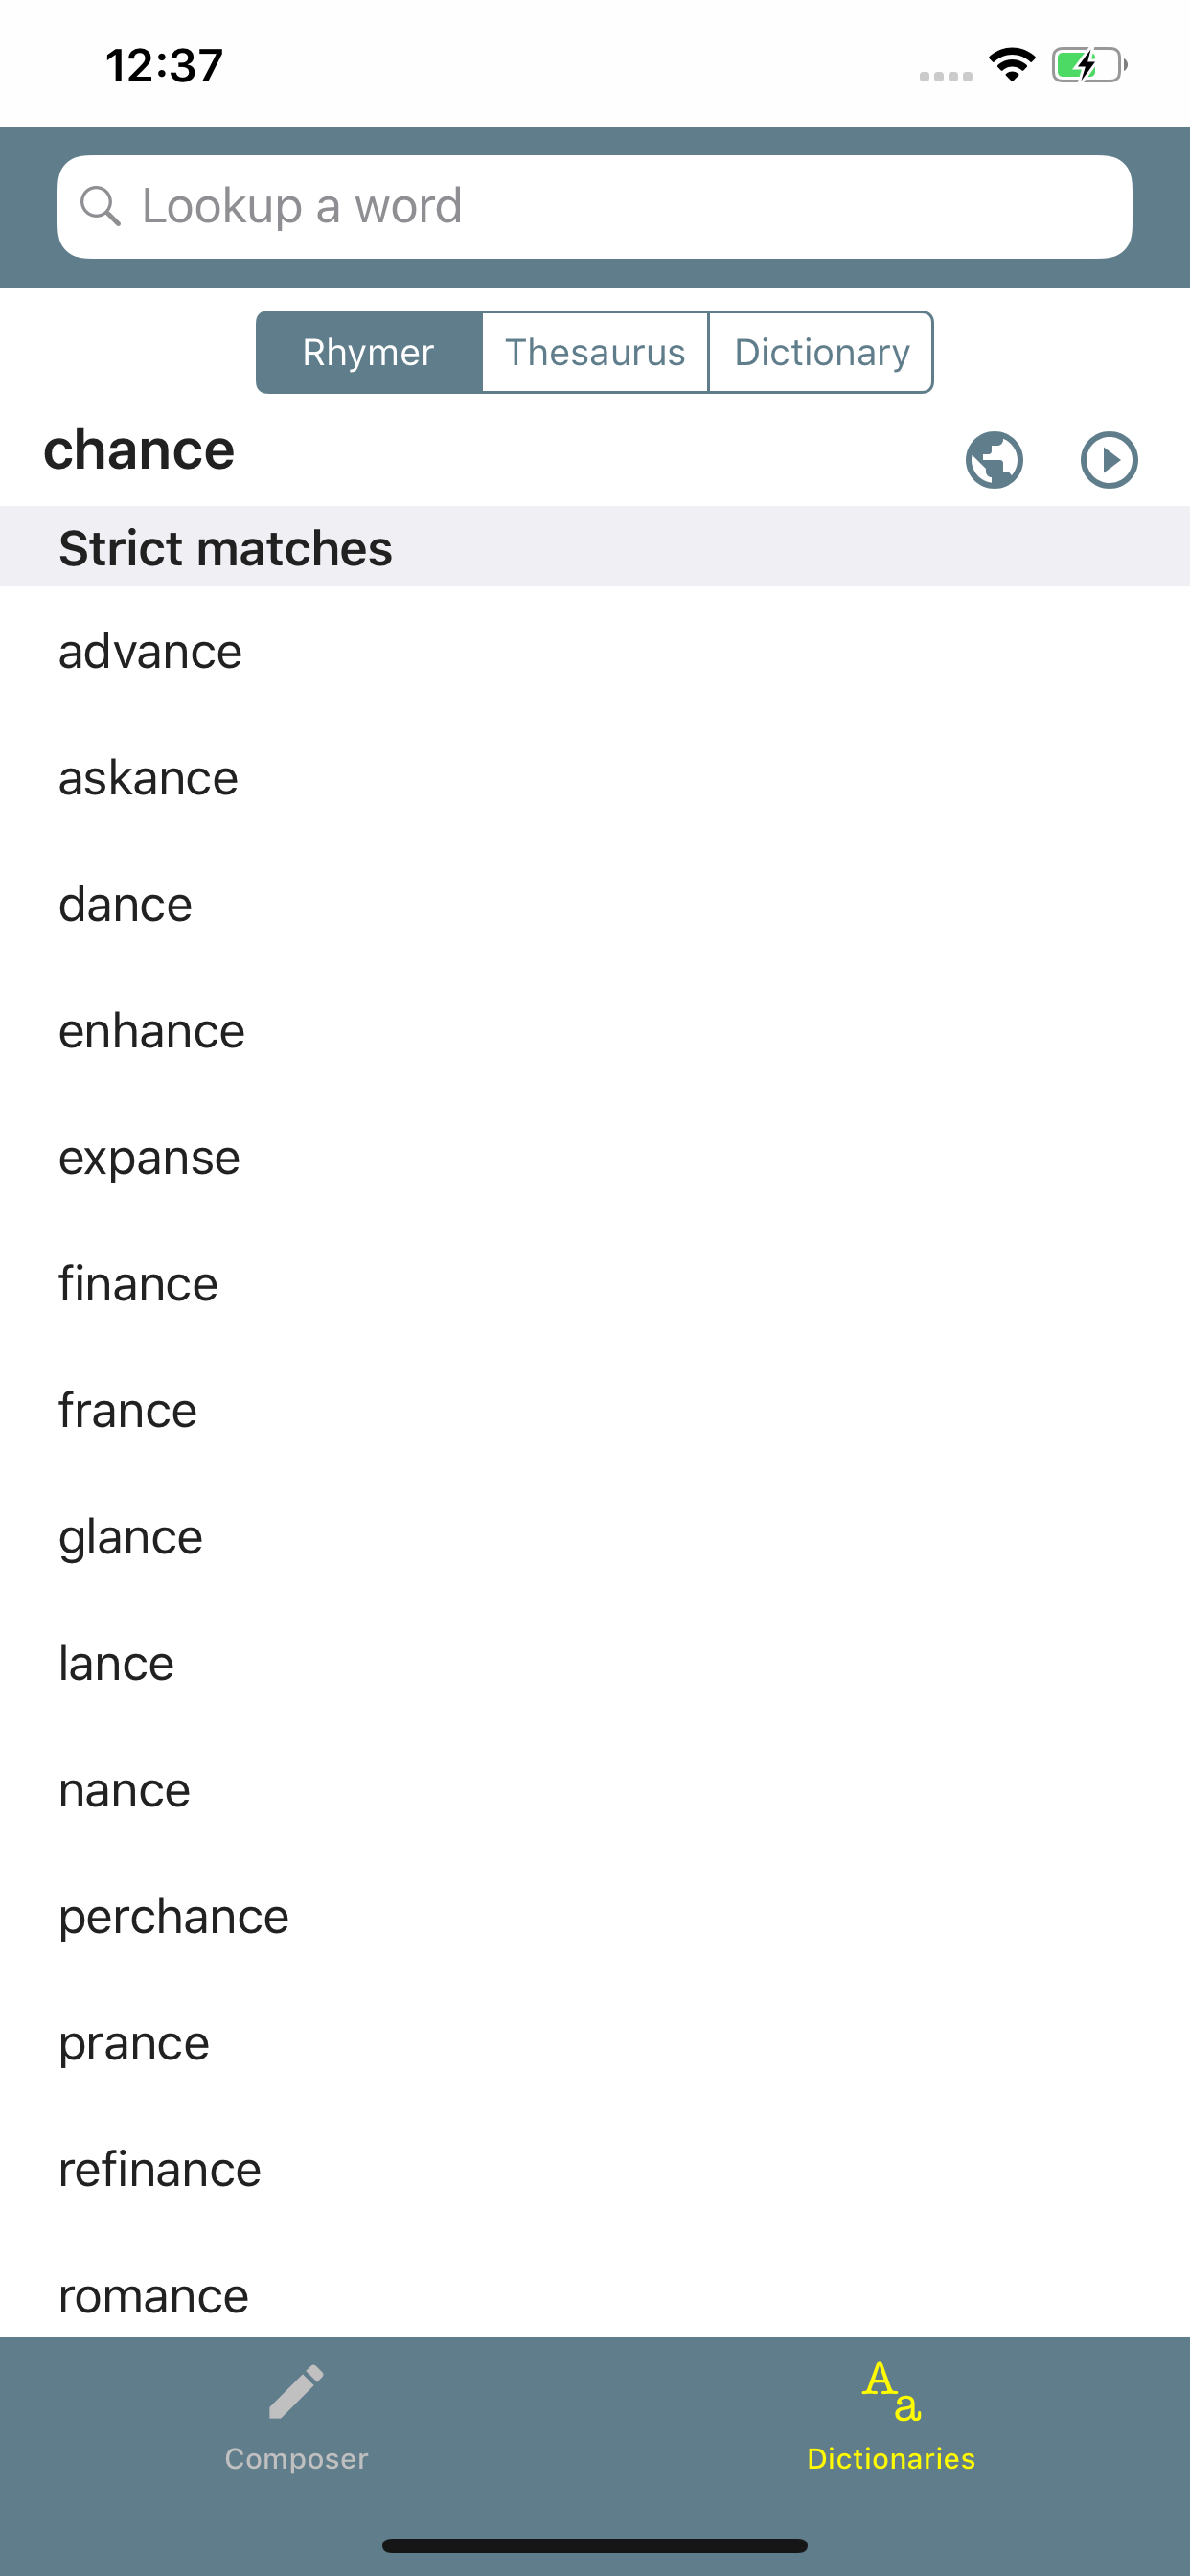 12:37
Lookup a word
Rhymer Thesaurus Dictionary
chance
Strict matches
advance
askance
dance
enhance
expanse
finance
france
glance
lance
nance
perchance
prance
refinance
romance
Composer Dictionaries